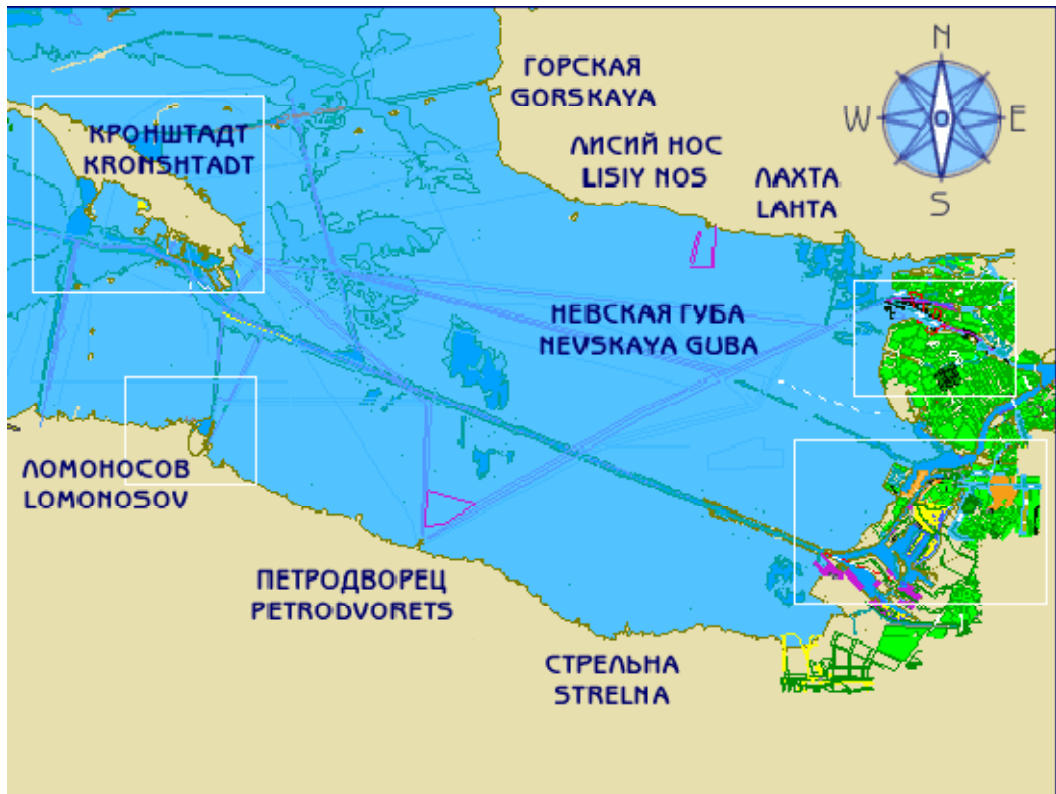 N
W
E
S
ГОРСКАЯ
GORSKAYA
КРОНШТАДТ
KRONSHTADT
ЛИСИЙ НОС
LISIY NOS
ЛАХТА
LAHTA
НЕВСКАЯ ГУБА
NEVSKAYA GUBA
ЛОМОНОСОВ
LOMONOSOV
ПЕТРОДВОРЕЦ
PETRODVORETS
СТРЕЛЬНА
STRELNA